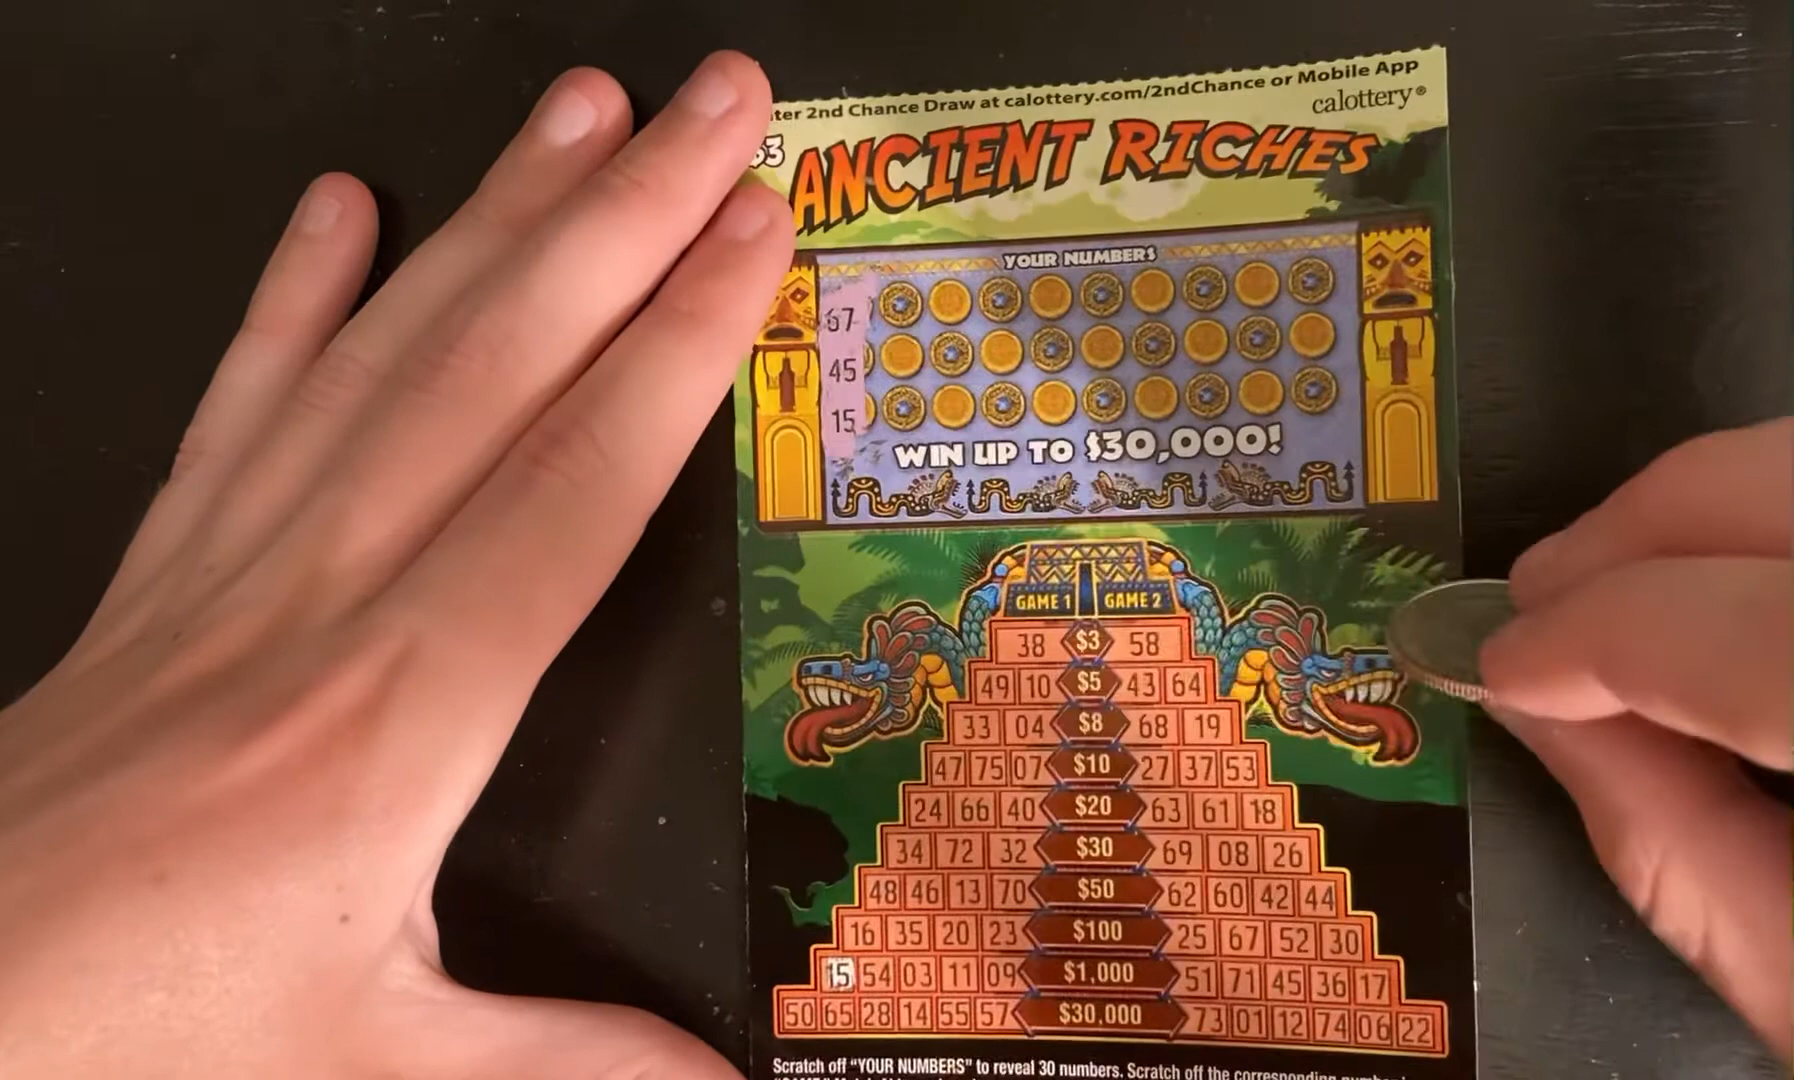 ter 2nd Chance Draw at calottery.com/2ndChance or Mobile App
calottery®
$3
ANCIENT RICHES
YOUR NUMBERS
67
45
15
WIN UP TO $30,000!
GAME 1 GAME 2
38 $3 58
49 10 $5 43 64
33 04 $8 68 19
47 75 07 $10 27 37 53
24 66 40 $20 63 61 18
34 72 32 $30 69 08 26
48 46 13 70 $50 62 60 42 44
16 35 20 23 $100 25 67 52 30
15 54 03 11 09 $1,000 51 71 45 36 17
50 65 28 14 55 57 $30,000 73 01 12 74 06 22
Scratch off "YOUR NUMBERS" to reveal 30 numbers. Scratch off the corresponding